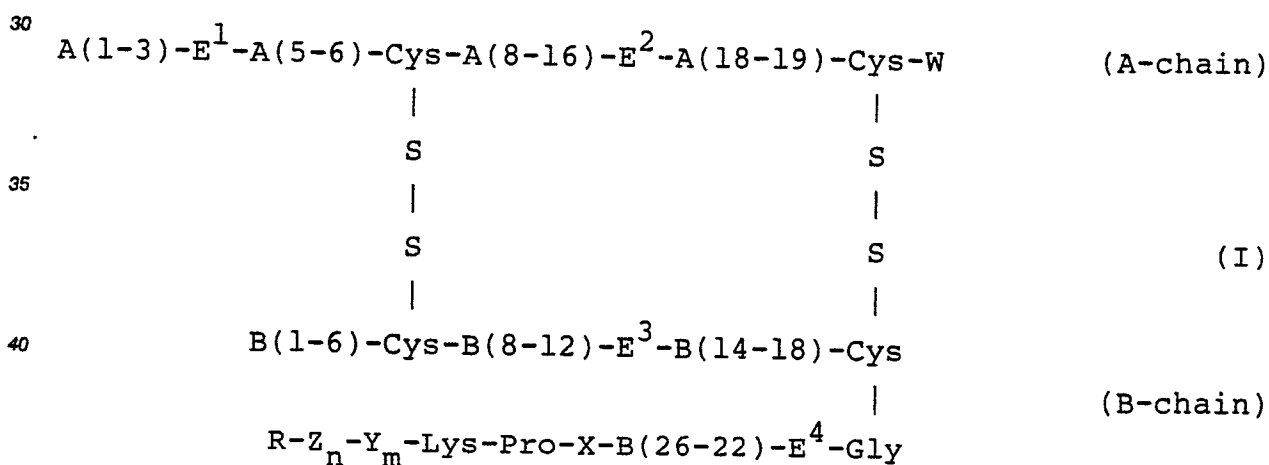 30
A(1-3)-E¹-A(5-6)-Cys-A(8-16)-E²-A(18-19)-Cys-W (A-chain)
| |
S S
35
| |
S S (I)
| |
40 B(1-6)-Cys-B(8-12)-E³-B(14-18)-Cys
| (B-chain)
R-Zₙ-Yₘ-Lys-Pro-X-B(26-22)-E⁴-Gly